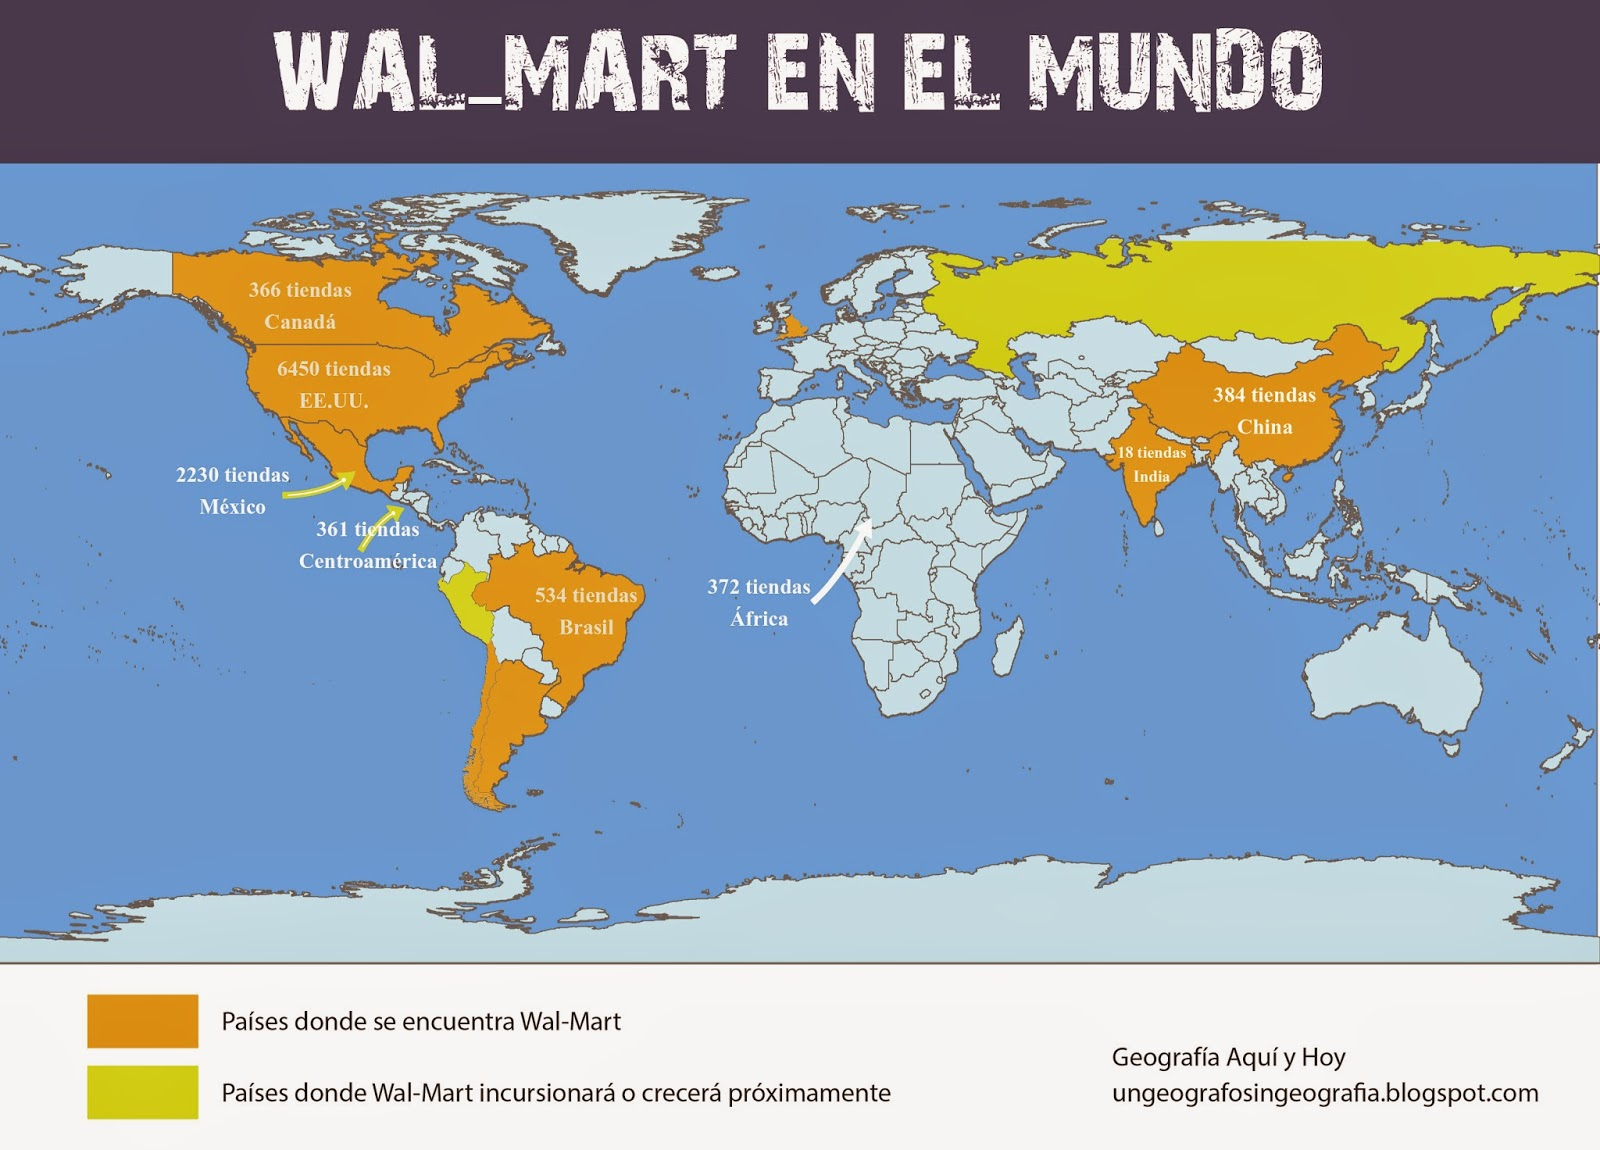 WAL_MART EN EL MUNDO
366 tiendas
Canadá
6450 tiendas
EE.UU.
2230 tiendas
México
361 tiendas
Centroamérica
534 tiendas
Brasil
372 tiendas
África
384 tiendas
China
18 tiendas
India
Países donde se encuentra Wal-Mart
Países donde Wal-Mart incursionará o crecerá próximamente
Geografía Aquí y Hoy
ungeografosingeografia.blogspot.com